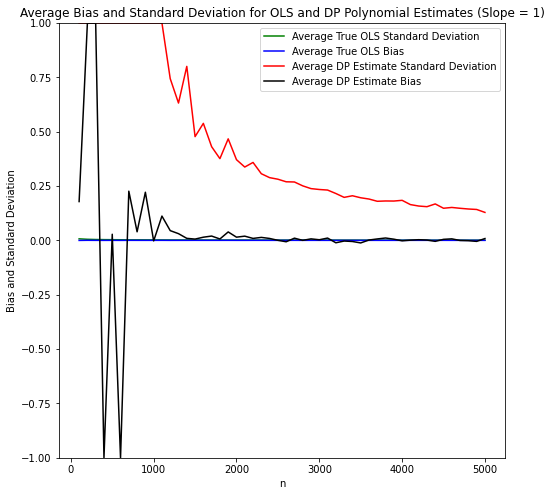 Average Bias and Standard Deviation for OLS and DP Polynomial Estimates (Slope = 1)
Average True OLS Standard Deviation
Average True OLS Bias
Average DP Estimate Standard Deviation
Average DP Estimate Bias
Bias and Standard Deviation
1.00
0.75
0.50
0.25
0.00
−0.25
−0.50
−0.75
−1.00
0 1000 2000 3000 4000 5000
n